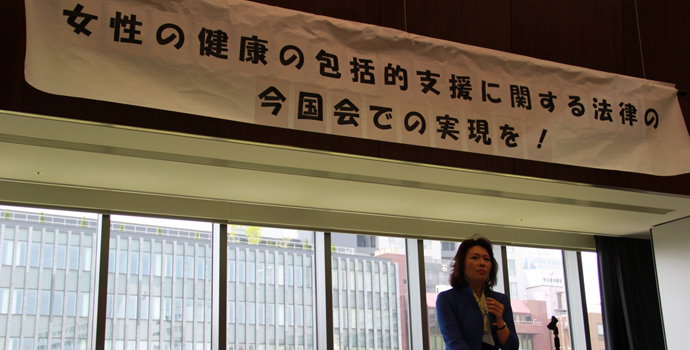 女性の健康の包括的支援に関する法律の
今国会での実現を！